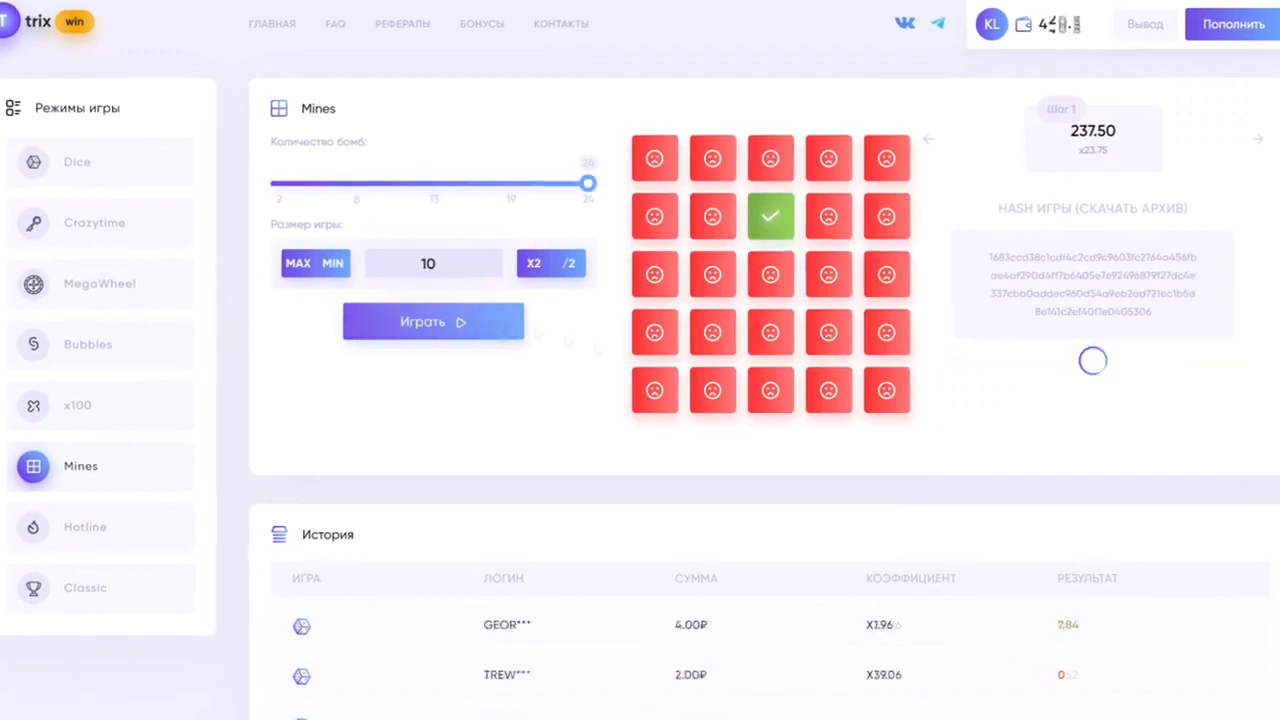 T trix win
ГЛАВНАЯ FAQ РЕФЕРАЛЫ БОНУСЫ КОНТАКТЫ
KL
Вывод
Пополнить
Режимы игры
Dice
Crazytime
MegaWheel
Bubbles
x100
Mines
Hotline
Classic
Mines
Количество бомб:
2 8 13 19 24
Размер игры:
MAX MIN 10 X2 /2
Играть
Шаг 1
237.50
x23.75
HASH ИГРЫ (СКАЧАТЬ АРХИВ)
1683ccd38c1cdf4c2cd9c9603fc2764a456fb
ae4af290d4ff7b6405e7e92496879f27dc4e
337cbb0addec960d54a9eb2ad721ec1b5d
8e141c2ef40f1e0405306
История
ИГРА ЛОГИН СУММА КОЭФФИЦИЕНТ РЕЗУЛЬТАТ
GEOR*** 4.00₽ X1.96 7.84
TREW*** 2.00₽ X39.06 0